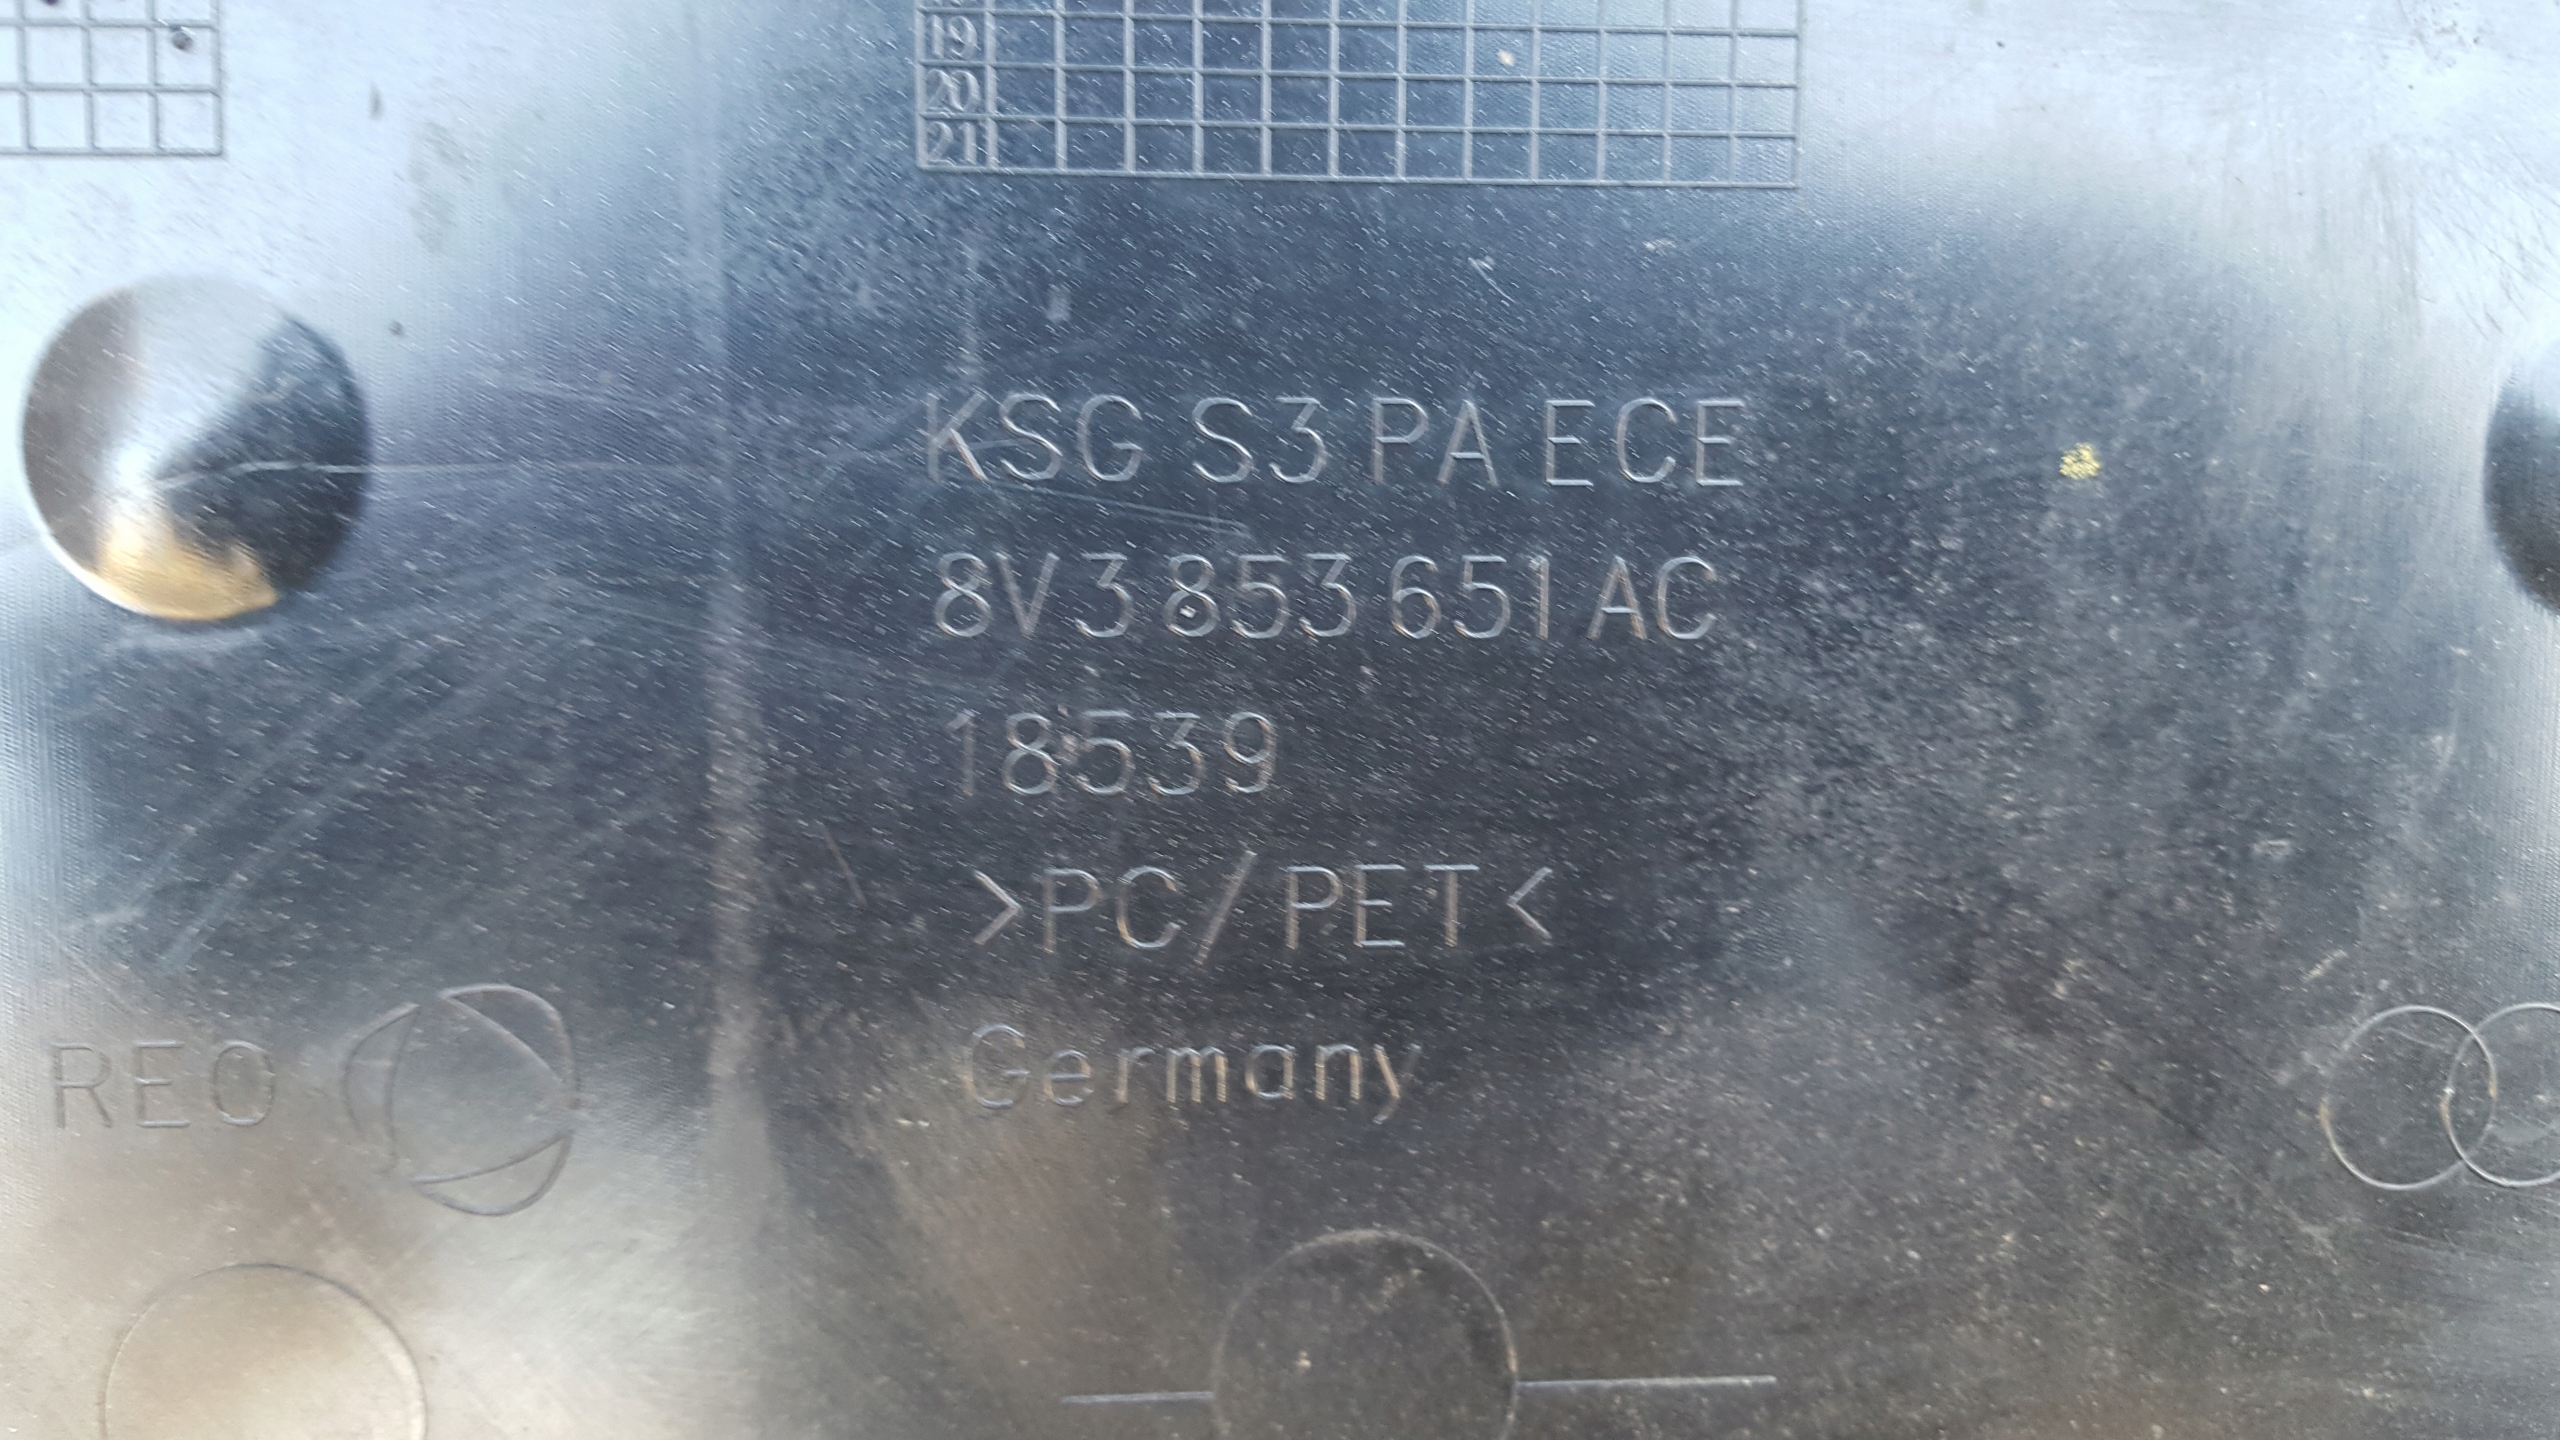 19
20
21
KSG S3 PA ECE
8V3 853 651 AC
18539
>PC/PET<
Germany
REO